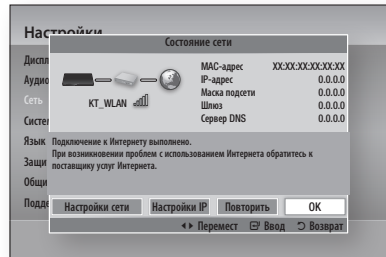 Настройки
Состояние сети
Диспл
Аудио
Сеть
Систем
Язык
Защи
Общи
Подде
MAC-адрес XX:XX:XX:XX:XX:XX
IP-адрес 0.0.0.0
Маска подсети 0.0.0.0
Шлюз 0.0.0.0
Сервер DNS 0.0.0.0
KT_WLAN
Подключение к Интернету выполнено.
При возникновении проблем с использованием Интернета обратитесь к
поставщику услуг Интернета.
Настройки сети Настройки IP Повторить OK
Перемест Ввод Возврат